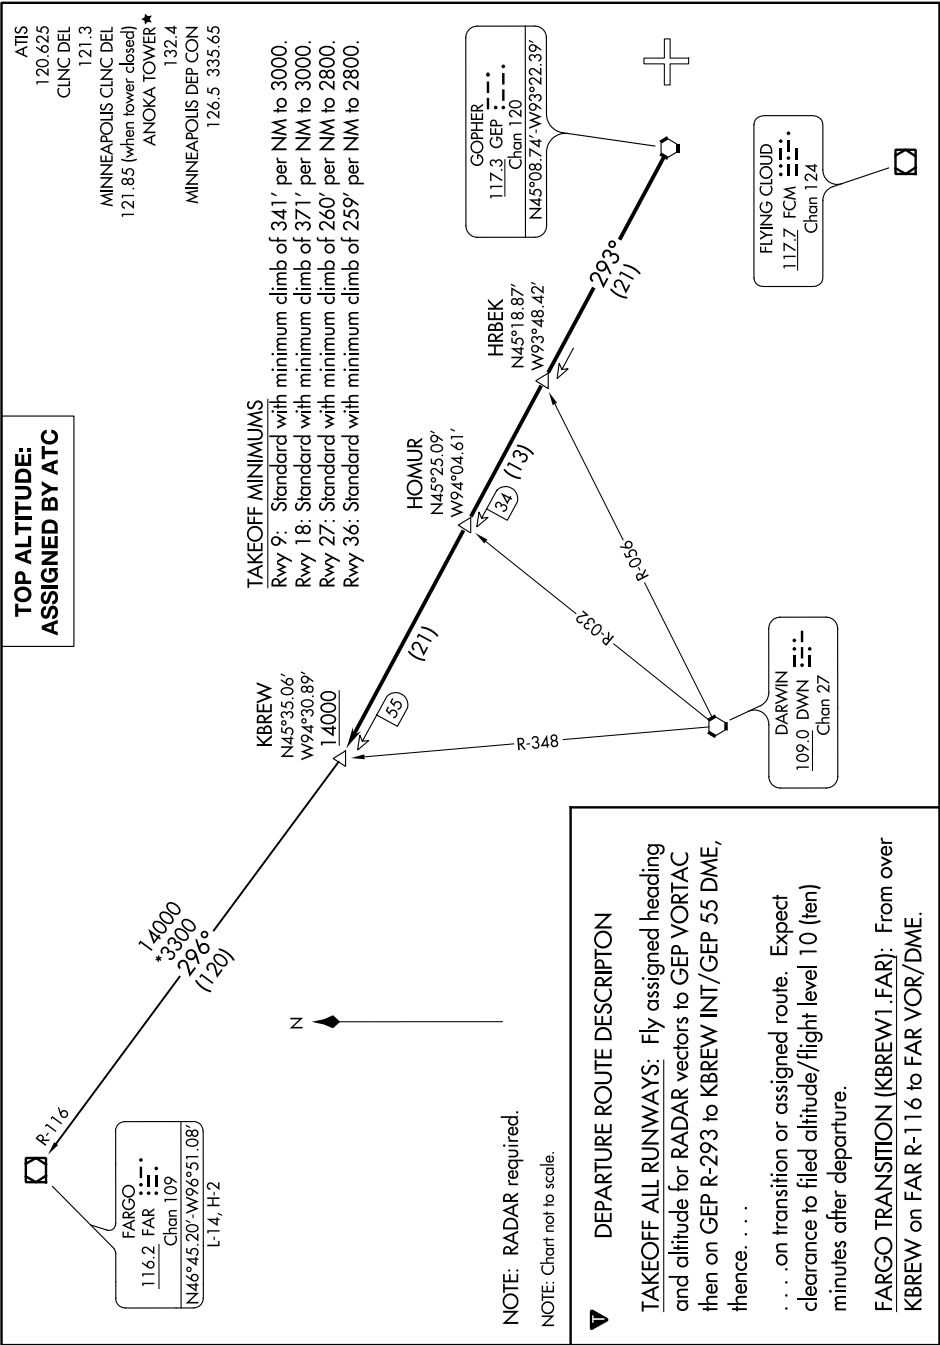 TOP ALTITUDE:
ASSIGNED BY ATC
ATIS
120.625
CLNC DEL
121.3
MINNEAPOLIS CLNC DEL
121.85 (when tower closed)
ANOKA TOWER★
132.4
MINNEAPOLIS DEP CON
126.5 335.65
TAKEOFF MINIMUMS
Rwy 9: Standard with minimum climb of 341' per NM to 3000.
Rwy 18: Standard with minimum climb of 371' per NM to 3000.
Rwy 27: Standard with minimum climb of 260' per NM to 2800.
Rwy 36: Standard with minimum climb of 259' per NM to 2800.
FARGO
116.2 FAR
Chan 109
N46°45.20'-W96°51.08'
L-14, H-2
R-116
14000
*3300
296°
(120)
KBREW
N45°35.06'
W94°30.89'
14000
55
(21)
HOMUR
N45°25.09'
W94°04.61'
34
(13)
HRBEK
N45°18.87'
W93°48.42'
293°
(21)
GOPHER
117.3 GEP
Chan 120
N45°08.74'-W93°22.39'
R-348
R-032
R-056
DARWIN
109.0 DWN
Chan 27
FLYING CLOUD
117.7 FCM
Chan 124
N
NOTE: RADAR required.
NOTE: Chart not to scale.
T
DEPARTURE ROUTE DESCRIPTON
TAKEOFF ALL RUNWAYS: Fly assigned heading
and altitude for RADAR vectors to GEP VORTAC
then on GEP R-293 to KBREW INT/GEP 55 DME,
thence. . . .
. . . .on transition or assigned route. Expect
clearance to filed altitude/flight level 10 (ten)
minutes after departure.
FARGO TRANSITION (KBREW1.FAR): From over
KBREW on FAR R-116 to FAR VOR/DME.